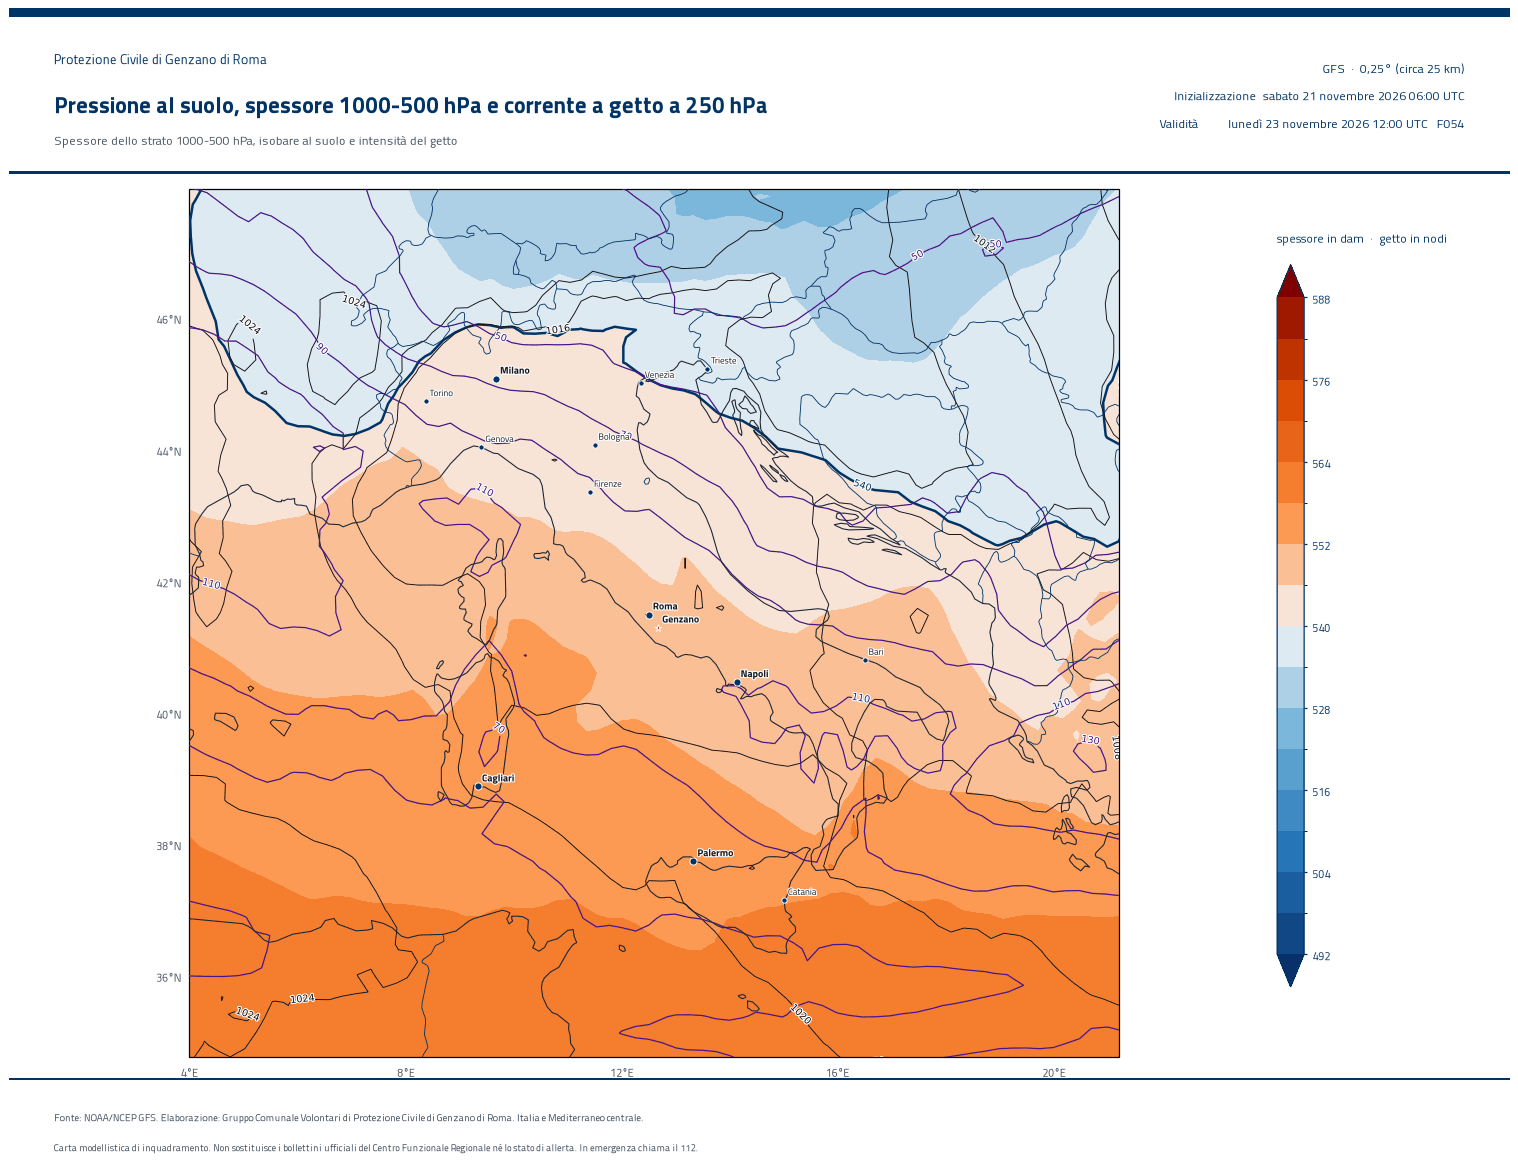 Protezione Civile di Genzano di Roma
Pressione al suolo, spessore 1000-500 hPa e corrente a getto a 250 hPa
Spessore dello strato 1000-500 hPa, isobare al suolo e intensità del getto
GFS · 0,25° (circa 25 km)
Inizializzazione sabato 21 novembre 2026 06:00 UTC
Validità lunedì 23 novembre 2026 12:00 UTC F054
spessore in dam · getto in nodi
588
576
564
552
540
528
516
504
492
46°N
44°N
42°N
40°N
38°N
36°N
4°E
8°E
12°E
16°E
20°E
1012
50
50
1024
1024
90
50
1016
Milano
Trieste
Venezia
Torino
Genova
Bologna
Firenze
540
110
110
Roma
Genzano
Bari
Napoli
110
110
70
130
1008
Cagliari
Palermo
Catania
1024
1024
1020
Fonte: NOAA/NCEP GFS. Elaborazione: Gruppo Comunale Volontari di Protezione Civile di Genzano di Roma. Italia e Mediterraneo centrale.
Carta modellistica di inquadramento. Non sostituisce i bollettini ufficiali del Centro Funzionale Regionale né lo stato di allerta. In emergenza chiama il 112.